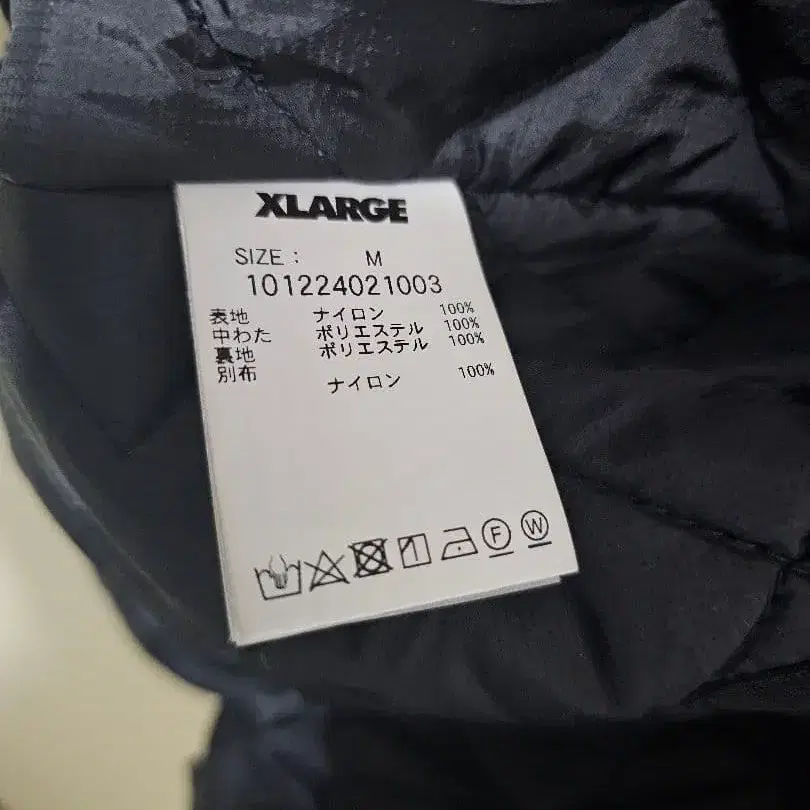 XLARGE
SIZE : M
101224021003
表地 ナイロン 100%
中わた ポリエステル 100%
裏地 ポリエステル 100%
別布 ナイロン 100%
F W